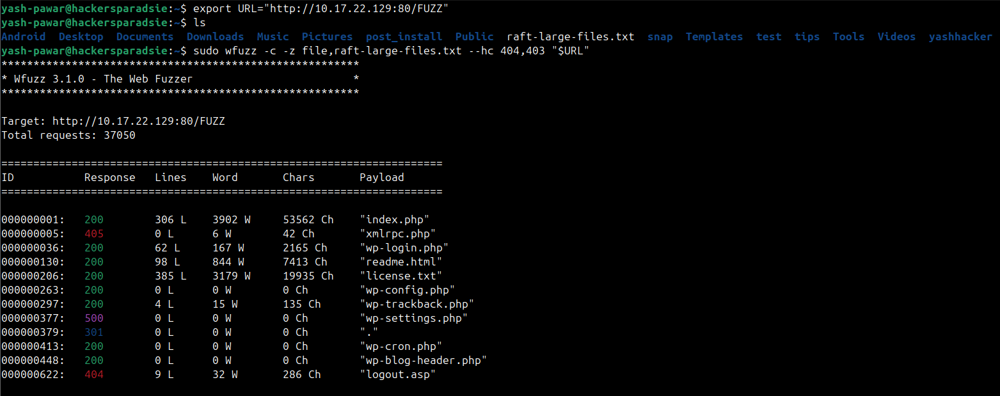 yash-pawar@hackersparadsie:~$ export URL="http://10.17.22.129:80/FUZZ"
yash-pawar@hackersparadsie:~$ ls
Android  Desktop  Documents  Downloads  Music  Pictures  post_install  Public  raft-large-files.txt  snap  Templates  test  tips  Tools  Videos  yashhacker
yash-pawar@hackersparadsie:~$ sudo wfuzz -c -z file,raft-large-files.txt --hc 404,403 "$URL"
********************************************************
* Wfuzz 3.1.0 - The Web Fuzzer                         *
********************************************************
Target: http://10.17.22.129:80/FUZZ
Total requests: 37050
=====================================================================
ID           Response   Lines    Word       Chars       Payload
=====================================================================
000000001:   200        306 L    3902 W     53562 Ch    "index.php"
000000005:   405        0 L      6 W        42 Ch       "xmlrpc.php"
000000036:   200        62 L     167 W      2165 Ch     "wp-login.php"
000000130:   200        98 L     844 W      7413 Ch     "readme.html"
000000206:   200        385 L    3179 W     19935 Ch    "license.txt"
000000263:   200        0 L      0 W        0 Ch        "wp-config.php"
000000297:   200        4 L      15 W       135 Ch      "wp-trackback.php"
000000377:   500        0 L      0 W        0 Ch        "wp-settings.php"
000000379:   301        0 L      0 W        0 Ch        "."
000000413:   200        0 L      0 W        0 Ch        "wp-cron.php"
000000448:   200        0 L      0 W        0 Ch        "wp-blog-header.php"
000000622:   404        9 L      32 W       286 Ch      "logout.asp"